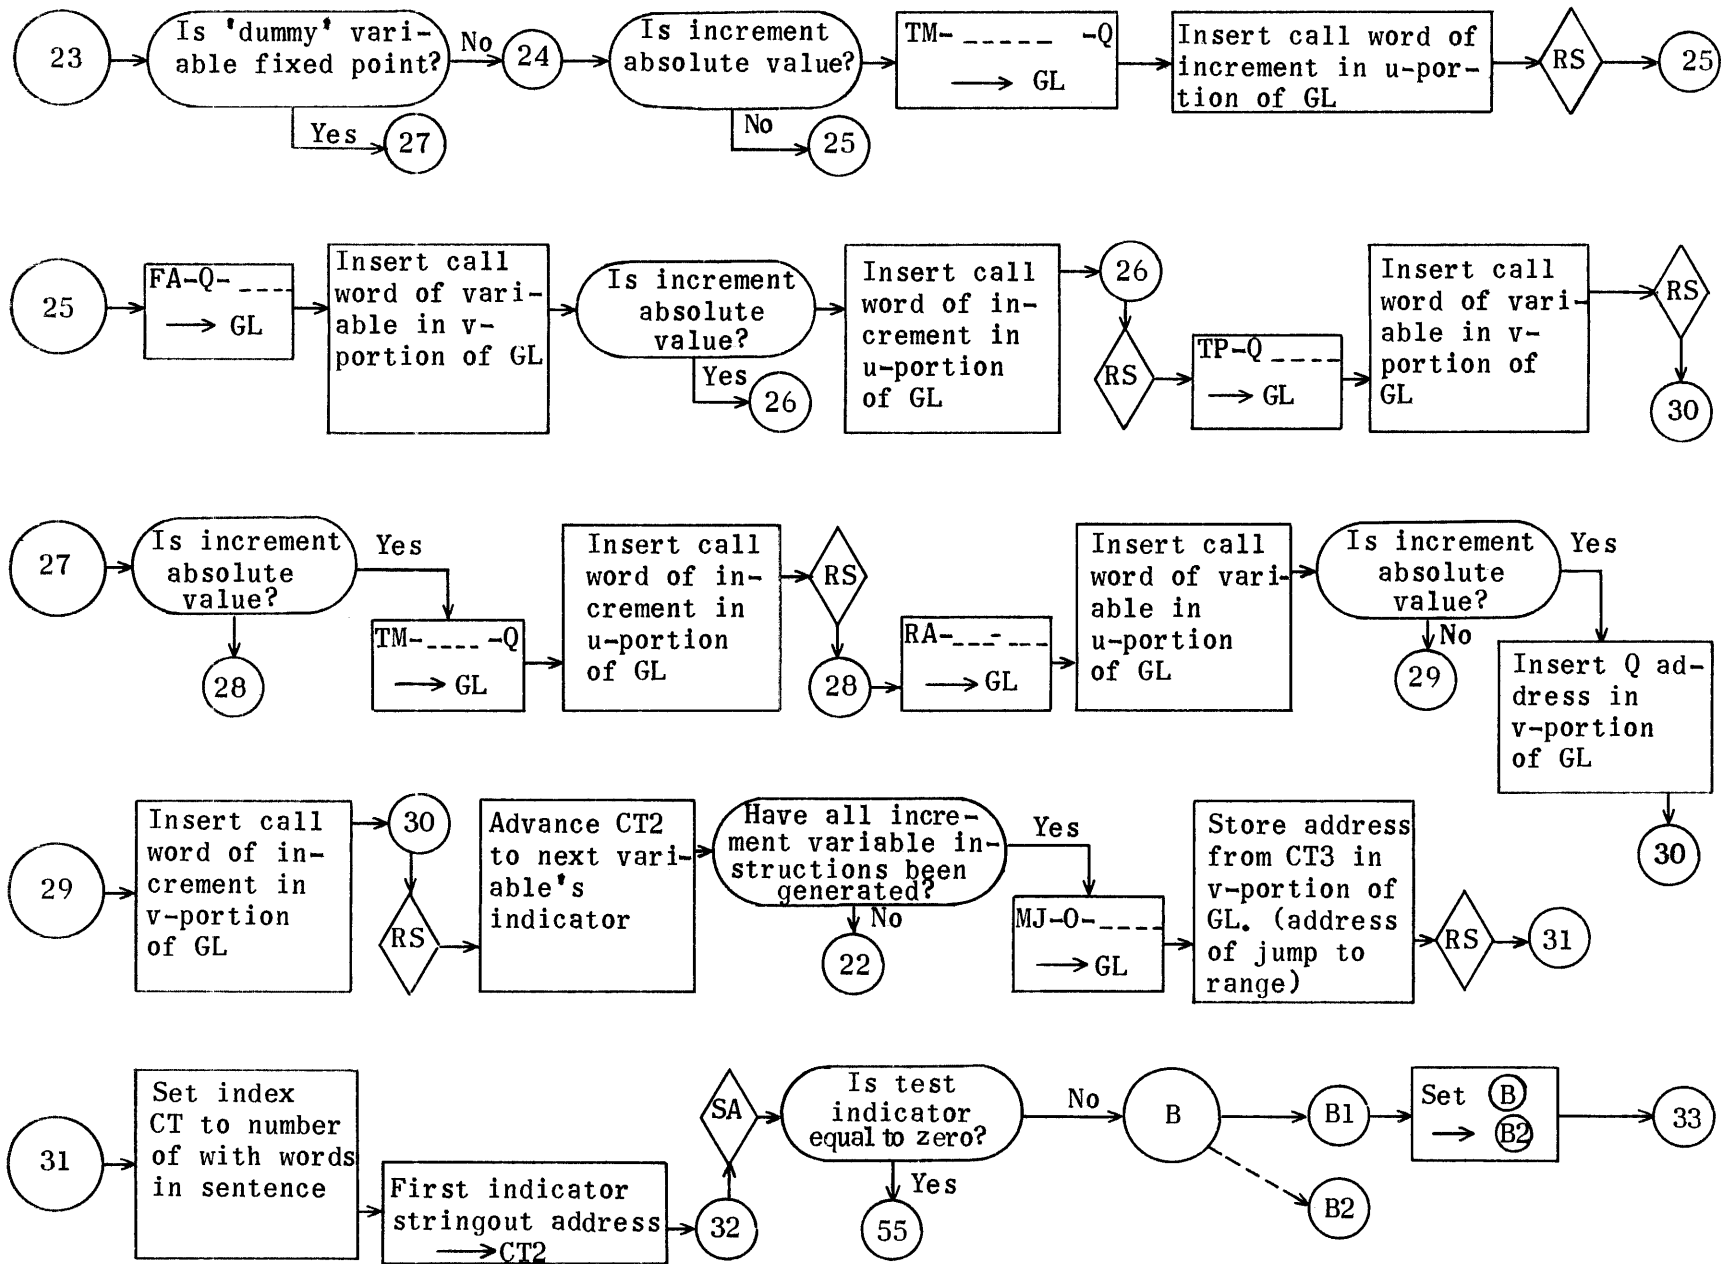 23
Is 'dummy' vari-
able fixed point?
No
24
Is increment
absolute value?
TM- _ _ _ _ _ -Q
→ GL
Insert call word of
increment in u-por-
tion of GL
RS
25
Yes
27
No
25
25
FA-Q- _ _ _ _
→ GL
Insert call
word of vari-
able in v-
portion of GL
Is increment
absolute
value?
Yes
26
Insert call
word of in-
crement in
u-portion
of GL
26
RS
TP-Q _ _ _ _
→ GL
Insert call
word of vari-
able in v-
portion of
GL
RS
30
27
Is increment
absolute
value?
Yes
28
TM- _ _ _ _ -Q
→ GL
Insert call
word of in-
crement in
u-portion
of GL
RS
28
RA-_ _ _-_ _ _
→ GL
Insert call
word of vari-
able in
u-portion
of GL
Is increment
absolute
value?
Yes
No
29
Insert Q ad-
dress in
v-portion
of GL
30
29
Insert call
word of in-
crement in
v-portion
of GL
30
RS
Advance CT2
to next vari-
able's
indicator
Have all incre-
ment variable in-
structions been
generated?
Yes
No
22
MJ-O- _ _ _ _
→ GL
Store address
from CT3 in
v-portion of
GL. (address
of jump to
range)
RS
31
31
Set index
CT to number
of with words
in sentence
First indicator
stringout address
→ CT2
32
SA
Is test
indicator
equal to zero?
Yes
55
No
B
B1
B2
Set B
→ B2
33